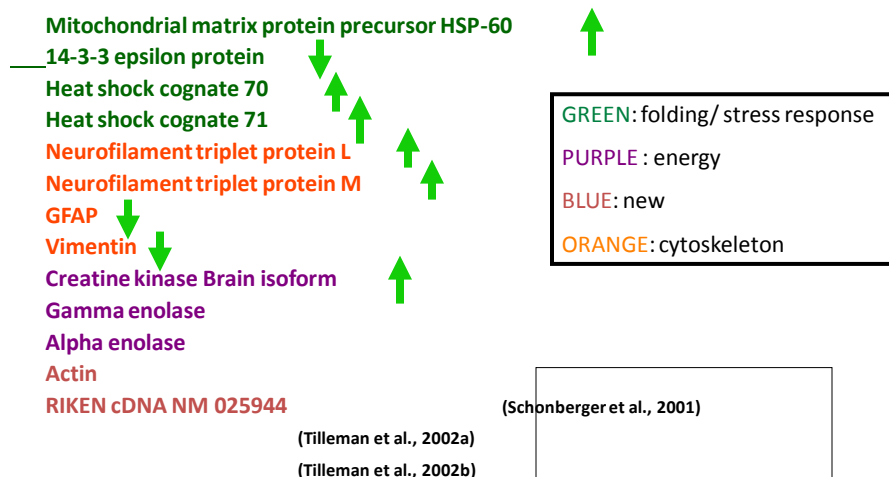 Mitochondrial matrix protein precursor HSP-60
14-3-3 epsilon protein
Heat shock cognate 70
Heat shock cognate 71
Neurofilament triplet protein L
Neurofilament triplet protein M
GFAP
Vimentin
Creatine kinase Brain isoform
Gamma enolase
Alpha enolase
Actin
RIKEN cDNA NM 025944
GREEN: folding/ stress response
PURPLE : energy
BLUE: new
ORANGE: cytoskeleton
(Schonberger et al., 2001)
(Tilleman et al., 2002a)
(Tilleman et al., 2002b)